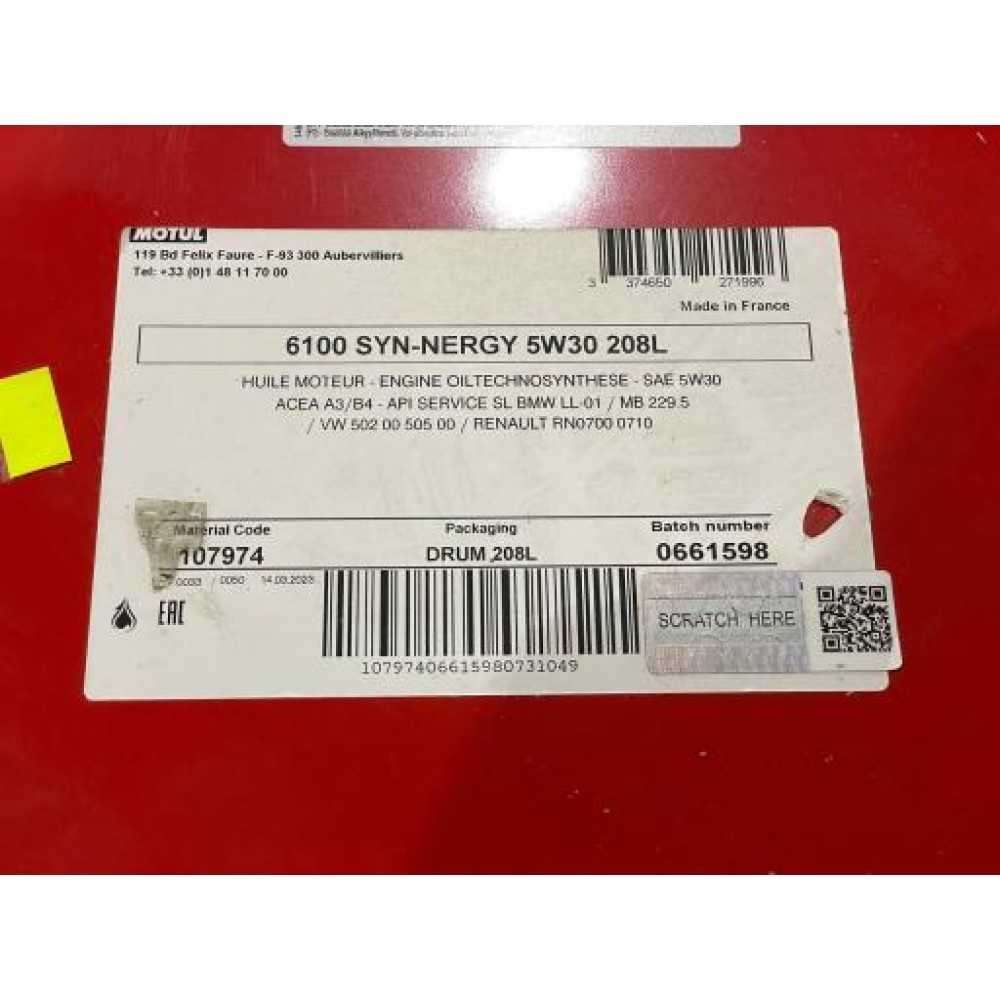 MOTUL
119 Bd Felix Faure - F-93 300 Aubervilliers
Tel: +33 (0)1 48 11 70 00
3 374650 271996
Made in France
6100 SYN-NERGY 5W30 208L
HUILE MOTEUR - ENGINE OILTECHNOSYNTHESE - SAE 5W30
ACEA A3/B4 - API SERVICE SL BMW LL-01 / MB 229.5
/ VW 502 00 505 00 / RENAULT RN0700 0710
Material Code Packaging Batch number
107974 DRUM 208L 0661598
0033 / 0050 14.03.2023
EAC
SCRATCH HERE
10797406615980731049